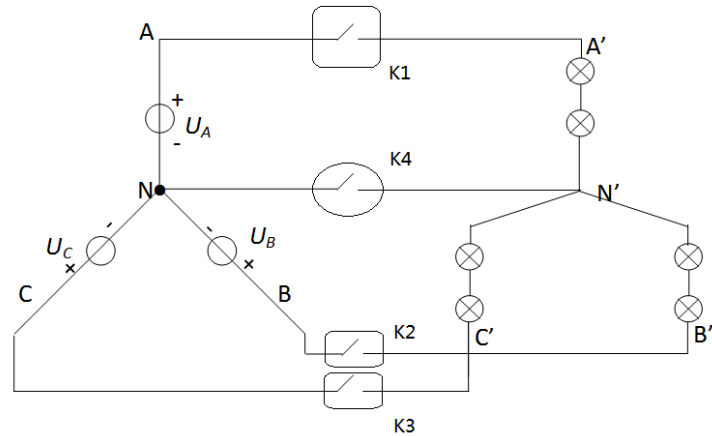 A
K1
A’
+
U_A
-
K4
N
N’
-
-
U_C
U_B
+
+
C
B
K2
C’
B’
K3